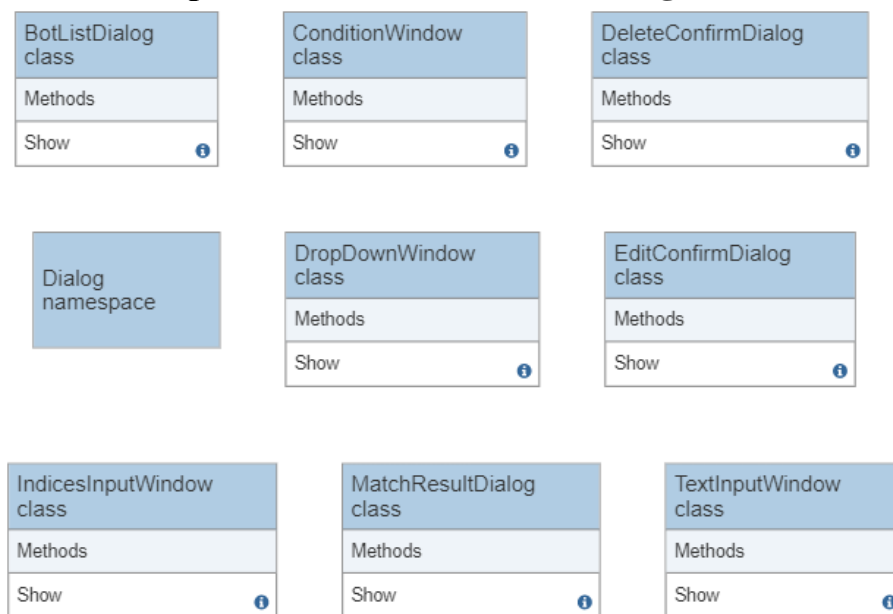 BotListDialog
class
Methods
Show
ConditionWindow
class
Methods
Show
DeleteConfirmDialog
class
Methods
Show
Dialog
namespace
DropDownWindow
class
Methods
Show
EditConfirmDialog
class
Methods
Show
IndicesInputWindow
class
Methods
Show
MatchResultDialog
class
Methods
Show
TextInputWindow
class
Methods
Show